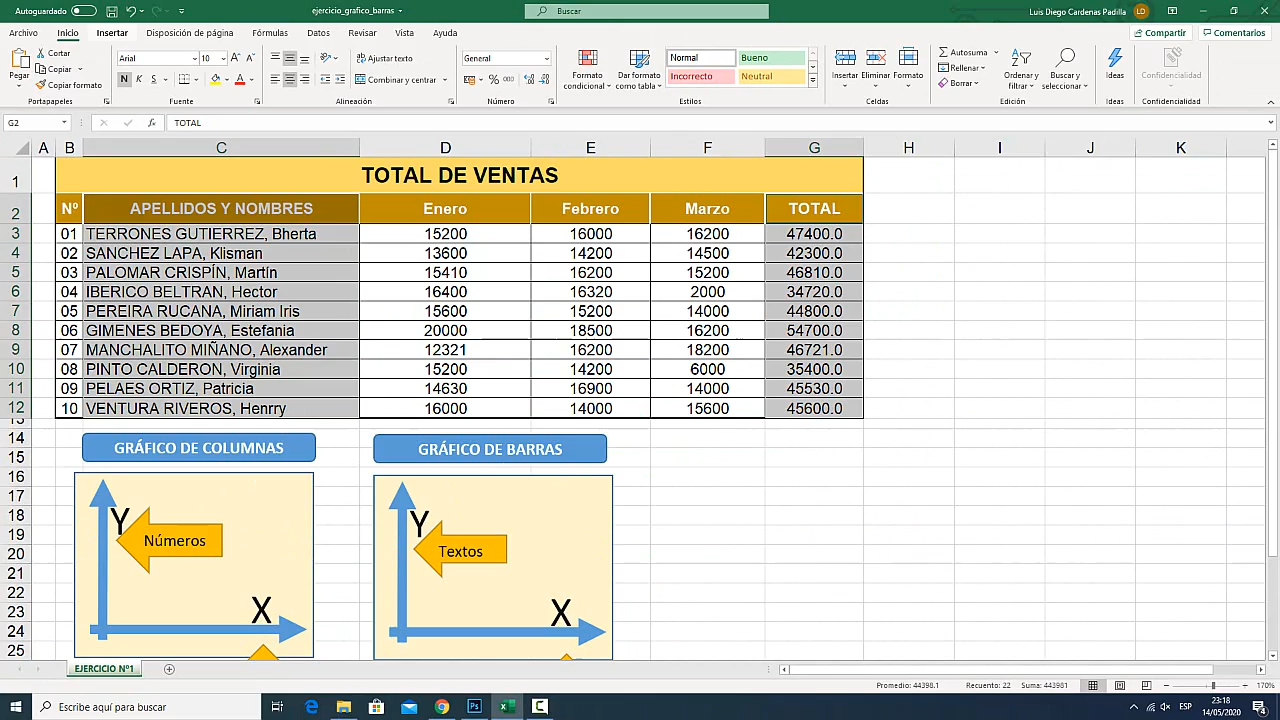 Autoguardado
ejercicio_grafico_barras
Buscar
Luis Diego Cardenas Padilla
LD
Archivo
Inicio
Insertar
Disposición de página
Fórmulas
Datos
Revisar
Vista
Ayuda
Compartir
Comentarios
Pegar
Cortar
Copiar
Copiar formato
Portapapeles
Arial
10
N K S
Fuente
Ajustar texto
Combinar y centrar
Alineación
General
% 000
Número
Formato condicional
Dar formato como tabla
Normal
Bueno
Incorrecto
Neutral
Estilos
Insertar
Eliminar
Formato
Celdas
Autosuma
Rellenar
Borrar
Ordenar y filtrar
Buscar y seleccionar
Edición
Ideas
Ideas
Confidencialidad
Confidencialidad
G2
fx
TOTAL
A B C D E F G H I J K
1 TOTAL DE VENTAS
2 Nº APELLIDOS Y NOMBRES Enero Febrero Marzo TOTAL
3 01 TERRONES GUTIERREZ, Bherta 15200 16000 16200 47400.0
4 02 SANCHEZ LAPA, Klisman 13600 14200 14500 42300.0
5 03 PALOMAR CRISPÍN, Martín 15410 16200 15200 46810.0
6 04 IBERICO BELTRAN, Hector 16400 16320 2000 34720.0
7 05 PEREIRA RUCANA, Miriam Iris 15600 15200 14000 44800.0
8 06 GIMENES BEDOYA, Estefania 20000 18500 16200 54700.0
9 07 MANCHALITO MIÑANO, Alexander 12321 16200 18200 46721.0
10 08 PINTO CALDERON, Virginia 15200 14200 6000 35400.0
11 09 PELAES ORTIZ, Patricia 14630 16900 14000 45530.0
12 10 VENTURA RIVEROS, Henrry 16000 14000 15600 45600.0
13
14
15
16
17
18
19
20
21
22
23
24
25
GRÁFICO DE COLUMNAS
GRÁFICO DE BARRAS
Y
Números
X
Y
Textos
X
EJERCICIO Nº1
Promedio: 44398.1
Recuento: 22
Suma: 443981
170%
Escribe aquí para buscar
ESP
23:18
14/05/2020
4